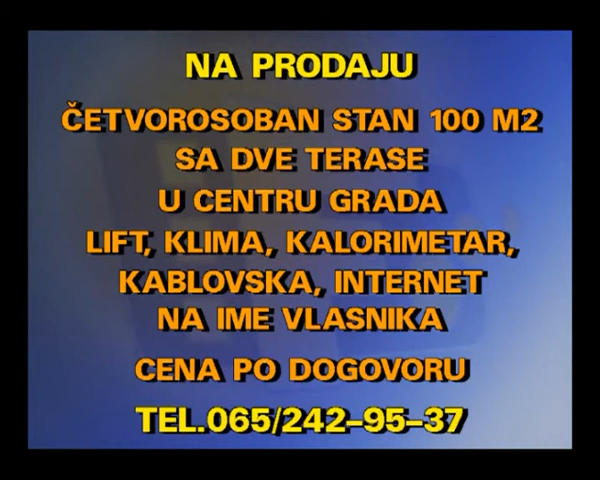 NA PRODAJU
ČETVOROSOBAN STAN 100 M2
SA DVE TERASE
U CENTRU GRADA
LIFT, KLIMA, KALORIMETAR,
KABLOVSKA, INTERNET
NA IME VLASNIKA
CENA PO DOGOVORU
TEL.065/242-95-37